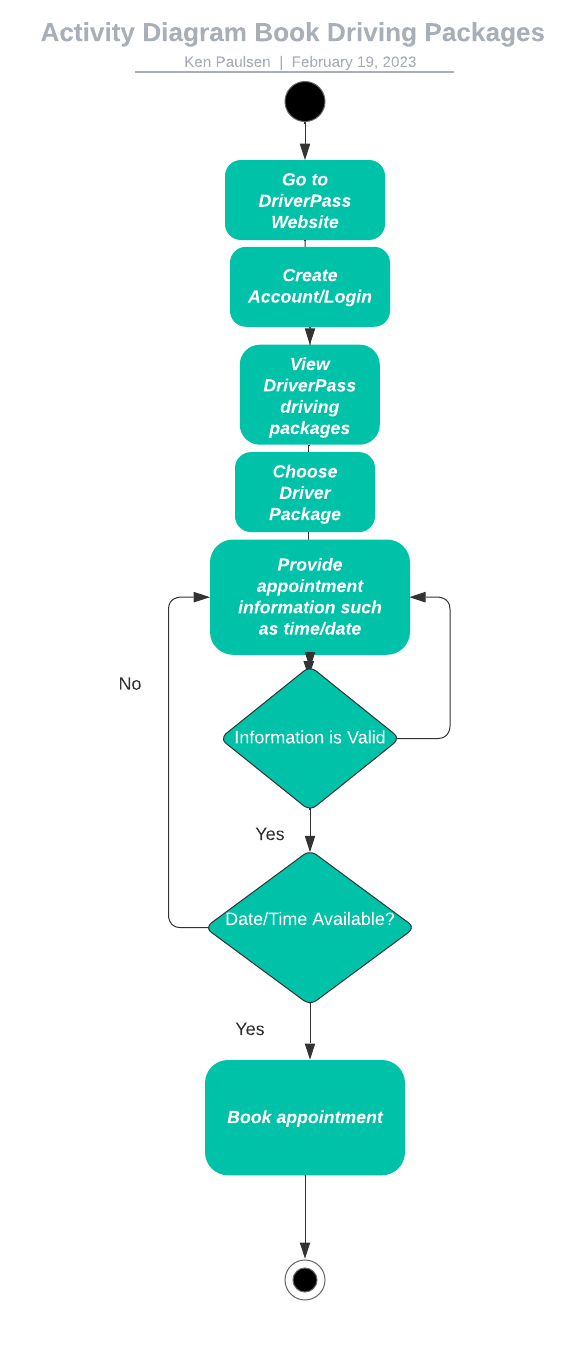 Activity Diagram Book Driving Packages
Ken Paulsen | February 19, 2023
Go to
DriverPass
Website
Create
Account/Login
View
DriverPass
driving
packages
Choose
Driver
Package
Provide
appointment
information such
as time/date
No
Information is Valid
Yes
Date/Time Available?
Yes
Book appointment